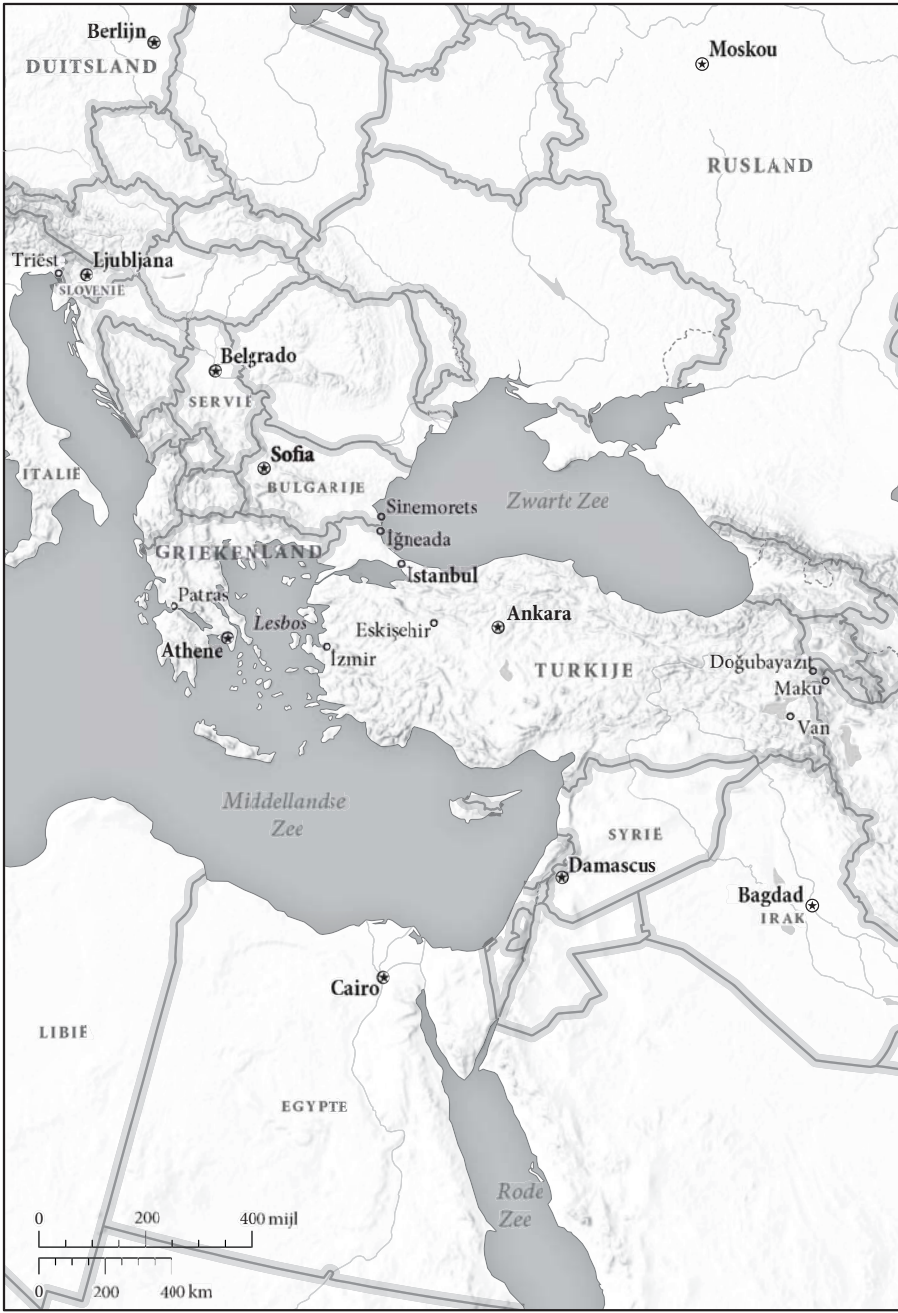 Berlijn
DUITSLAND
Moskou
RUSLAND
Triëst
Ljubljana
SLOVENIË
Belgrado
SERVIË
ITALIË
Sofia
BULGARIJE
Zwarte Zee
Sinemorets
İğneada
GRIEKENLAND
Istanbul
Patras
Lesbos
Ankara
Eskişehir
Athene
İzmir
TURKIJE
Doğubayazıt
Maku
Van
Middellandse
Zee
SYRIË
Damascus
Bagdad
IRAK
Cairo
LIBIË
EGYPTE
Rode
Zee
0 200 400 mijl
0 200 400 km